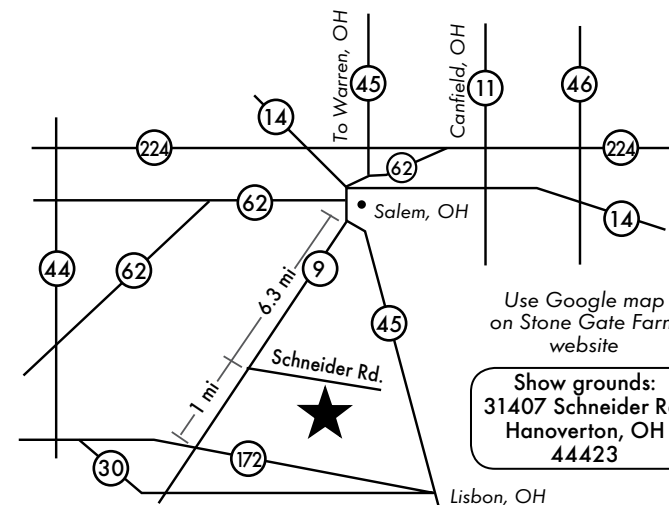 To Warren, OH
Canfield, OH
45
11
46
14
224
62
224
62
Salem, OH
14
44
62
9
6.3 mi
45
Use Google map
on Stone Gate Farm
website
Schneider Rd.
1 mi
Show grounds:
31407 Schneider R
Hanoverton, OH
44423
30
172
Lisbon, OH